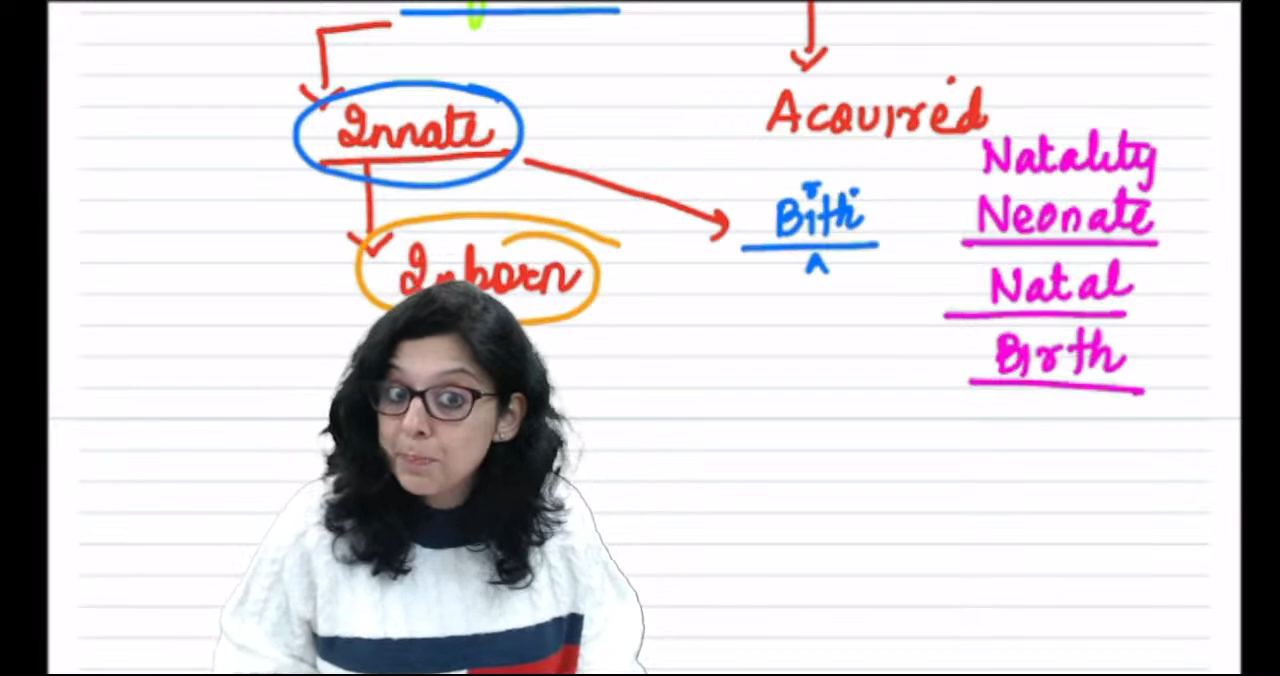 Innate
Acquired
Natality
Birth
Neonate
Inborn
Natal
Birth